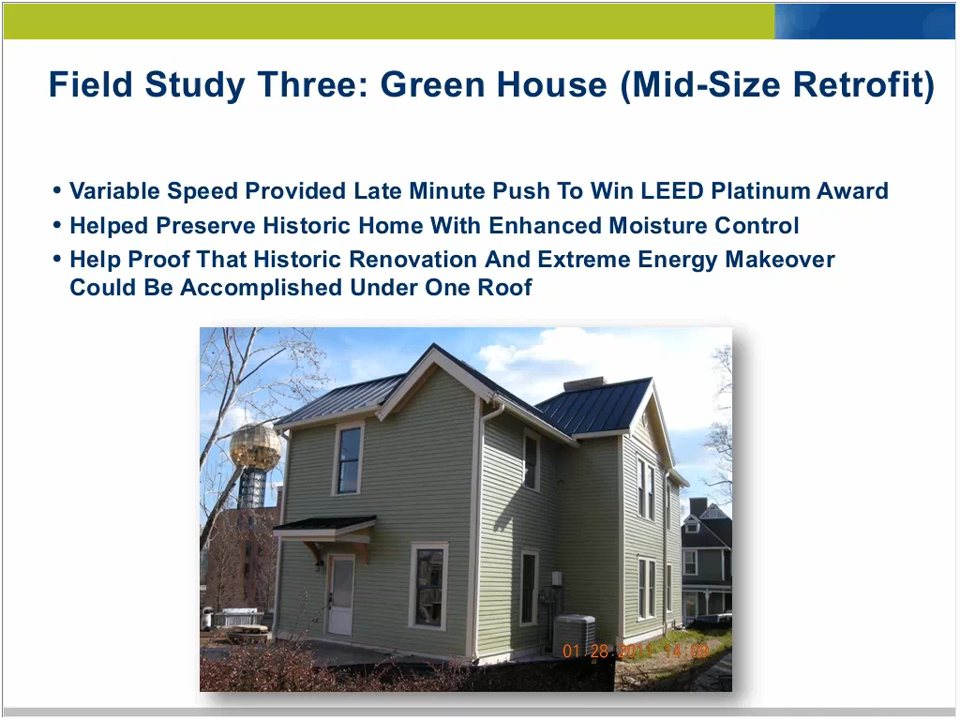 Field Study Three: Green House (Mid-Size Retrofit)
• Variable Speed Provided Late Minute Push To Win LEED Platinum Award
• Helped Preserve Historic Home With Enhanced Moisture Control
• Help Proof That Historic Renovation And Extreme Energy Makeover
Could Be Accomplished Under One Roof
01 28 2011 14 09